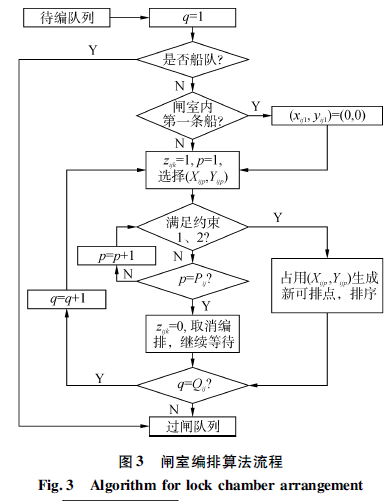 待编队列
q=1
Y
是否船队?
N
闸室内
第一条船?
Y
(x_{ij1}, y_{ij1})=(0,0)
N
z_{ijk}=1, p=1,
选择(X_{ijp},Y_{ijp})
满足约束
1、2?
Y
p=p+1
N
N
p=P_{ij}?
占用(X_{ijp},Y_{ijp})生成
新可排点，排序
q=q+1
Y
z_{ijk}=0, 取消编
排，继续等待
Y
q=Q_{ij}?
N
过闸队列
图 3 闸室编排算法流程
Fig. 3 Algorithm for lock chamber arrangement